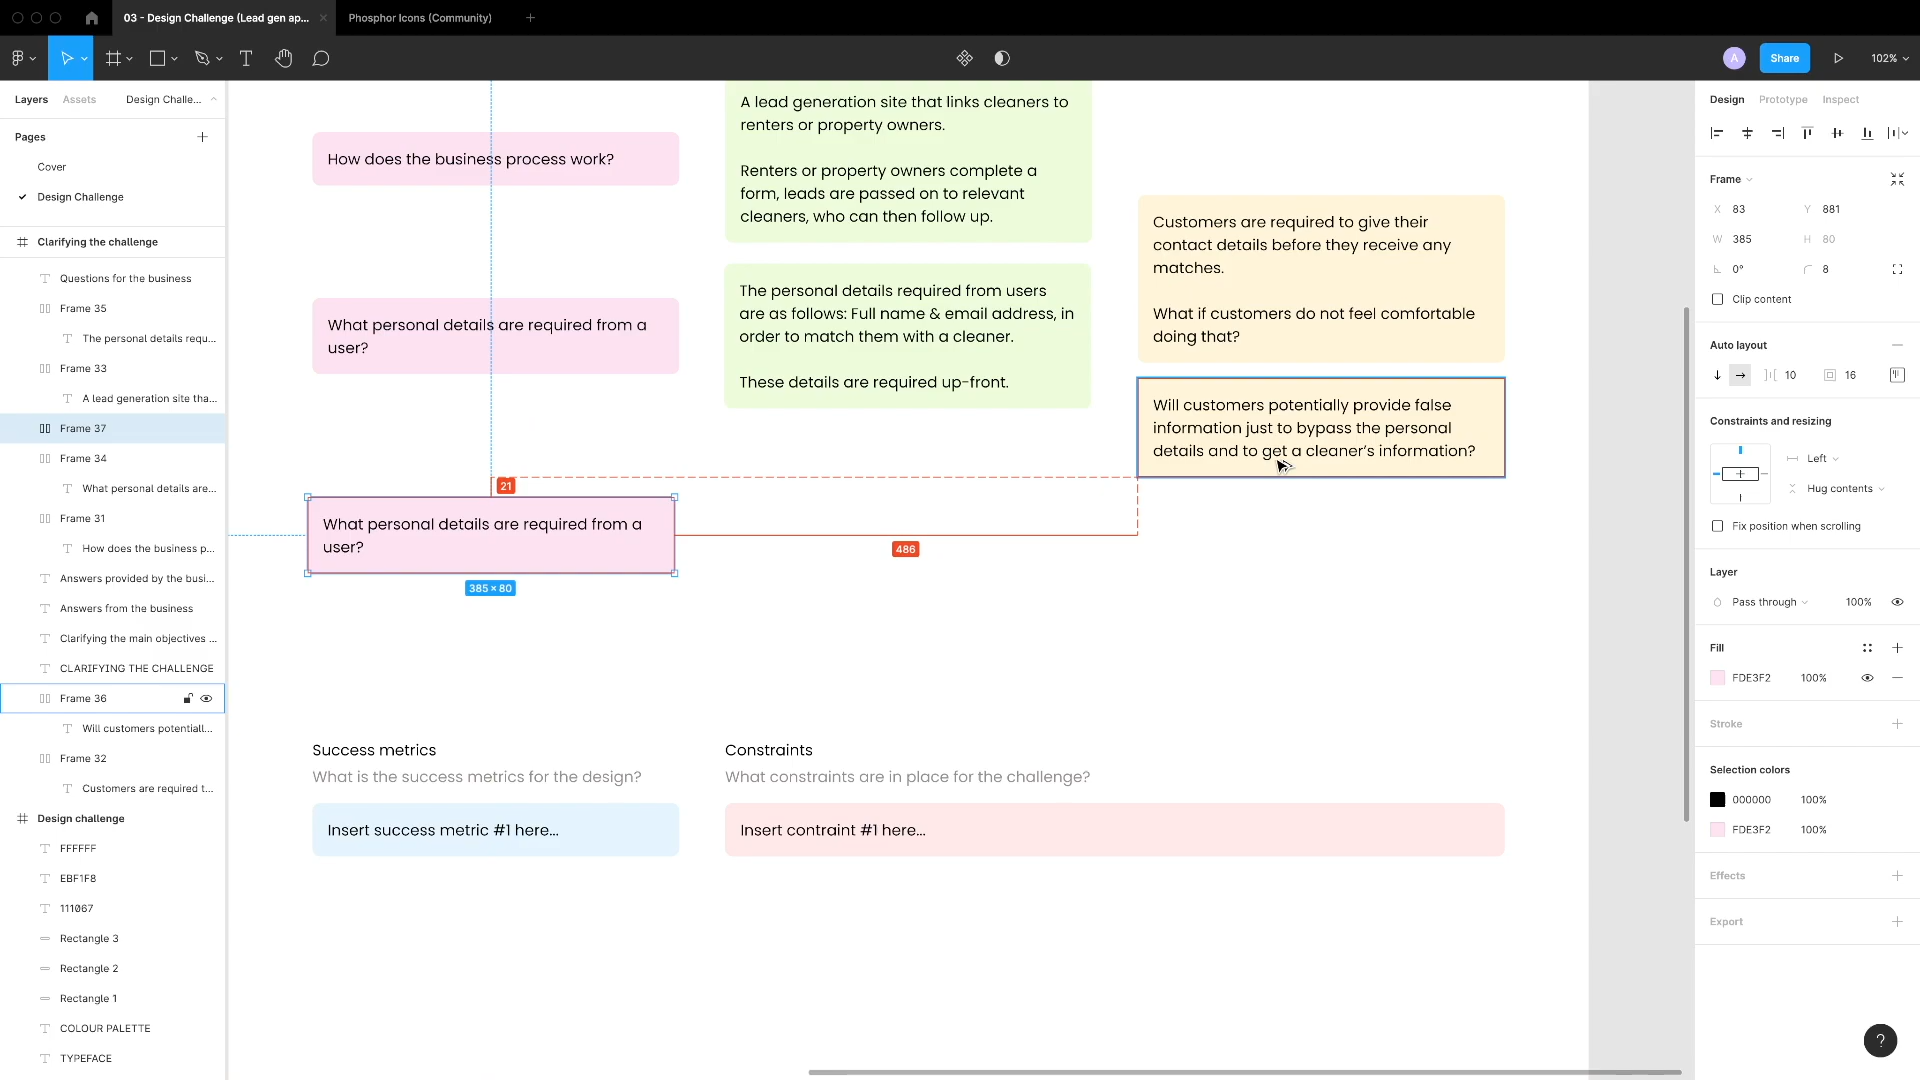 03 - Design Challenge (Lead gen ap...
Phosphor Icons (Community)
A
Share
102%
Layers
Assets
Design Challe...
Pages
Cover
Design Challenge
Clarifying the challenge
Questions for the business
Frame 35
The personal details requ...
Frame 33
A lead generation site tha...
Frame 37
Frame 34
What personal details are...
Frame 31
How does the business p...
Answers provided by the busi...
Answers from the business
Clarifying the main objectives ...
CLARIFYING THE CHALLENGE
Frame 36
Will customers potentiall...
Frame 32
Customers are required t...
Design challenge
FFFFFF
EBF1F8
111067
Rectangle 3
Rectangle 2
Rectangle 1
COLOUR PALETTE
TYPEFACE
How does the business process work?
What personal details are required from a
user?
A lead generation site that links cleaners to
renters or property owners.
Renters or property owners complete a
form, leads are passed on to relevant
cleaners, who can then follow up.
The personal details required from users
are as follows: Full name & email address, in
order to match them with a cleaner.
These details are required up-front.
Customers are required to give their
contact details before they receive any
matches.
What if customers do not feel comfortable
doing that?
Will customers potentially provide false
information just to bypass the personal
details and to get a cleaner's information?
21
What personal details are required from a
user?
486
385 × 80
Success metrics
What is the success metrics for the design?
Insert success metric #1 here...
Constraints
What constraints are in place for the challenge?
Insert contraint #1 here...
Design
Prototype
Inspect
Frame
X 83
Y 881
W 385
H 80
0°
8
Clip content
Auto layout
10
16
Constraints and resizing
Left
Hug contents
Fix position when scrolling
Layer
Pass through
100%
Fill
FDE3F2
100%
Stroke
Selection colors
000000
100%
FDE3F2
100%
Effects
Export
?